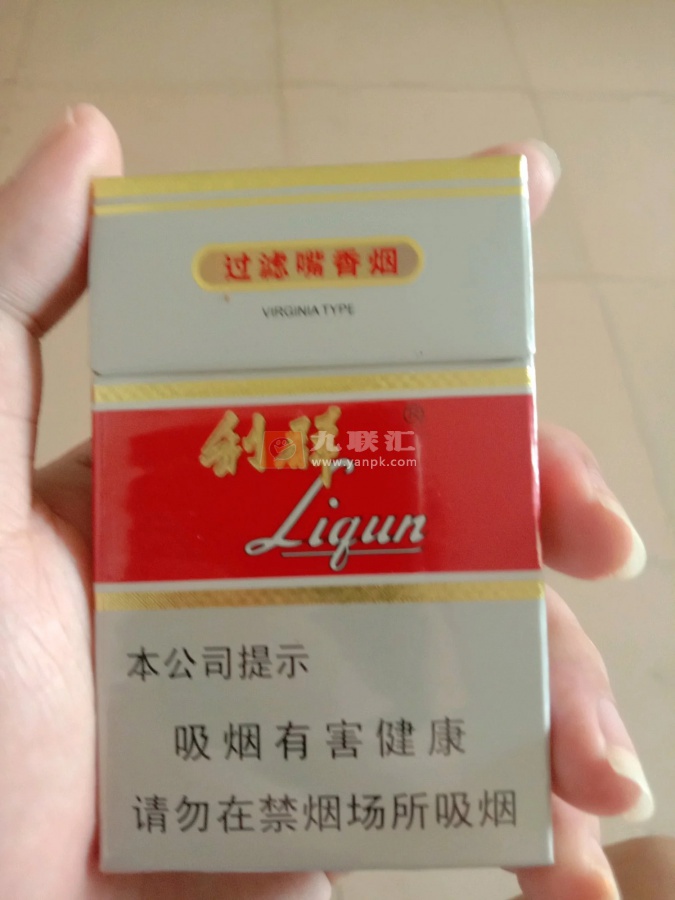 过滤嘴香烟
VIRGINIA TYPE
利群 ®
九联汇
www.yanpk.com
Liqun
本公司提示
吸烟有害健康
请勿在禁烟场所吸烟